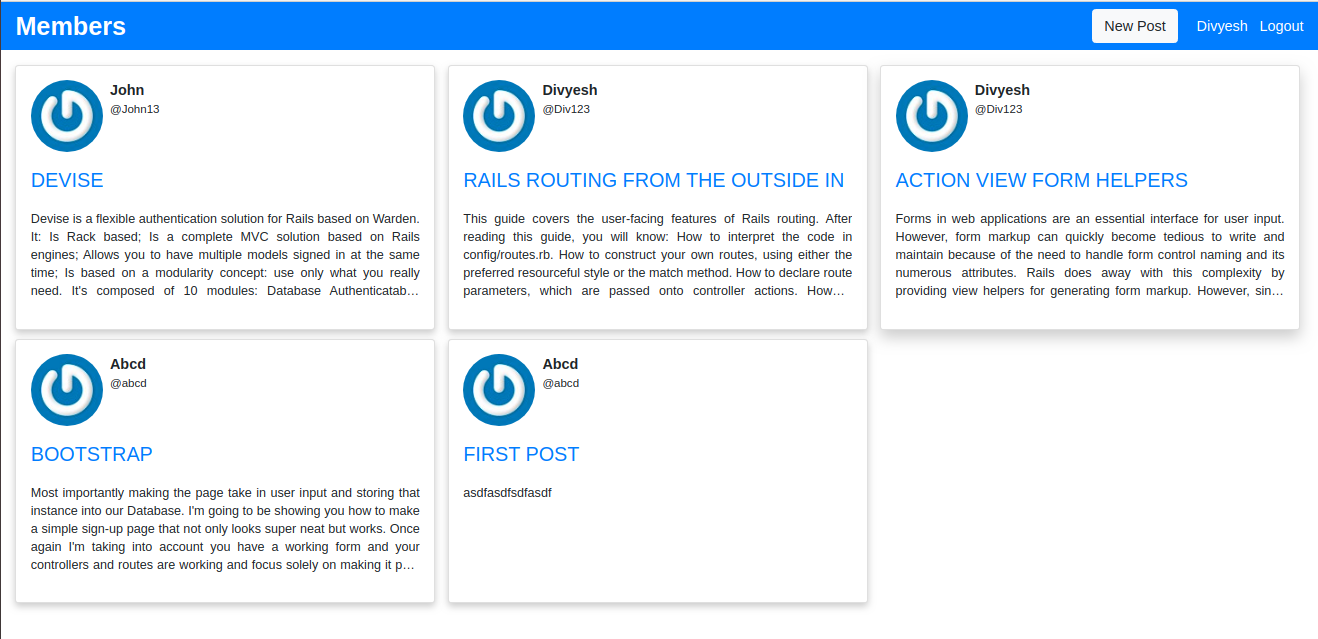 Members
New Post Divyesh Logout
John
@John13
DEVISE
Devise is a flexible authentication solution for Rails based on Warden.
It: Is Rack based; Is a complete MVC solution based on Rails
engines; Allows you to have multiple models signed in at the same
time; Is based on a modularity concept: use only what you really
need. It's composed of 10 modules: Database Authenticatab...
Divyesh
@Div123
RAILS ROUTING FROM THE OUTSIDE IN
This guide covers the user-facing features of Rails routing. After
reading this guide, you will know: How to interpret the code in
config/routes.rb. How to construct your own routes, using either the
preferred resourceful style or the match method. How to declare route
parameters, which are passed onto controller actions. How...
Divyesh
@Div123
ACTION VIEW FORM HELPERS
Forms in web applications are an essential interface for user input.
However, form markup can quickly become tedious to write and
maintain because of the need to handle form control naming and its
numerous attributes. Rails does away with this complexity by
providing view helpers for generating form markup. However, sin...
Abcd
@abcd
BOOTSTRAP
Most importantly making the page take in user input and storing that
instance into our Database. I'm going to be showing you how to make
a simple sign-up page that not only looks super neat but works. Once
again I'm taking into account you have a working form and your
controllers and routes are working and focus solely on making it p...
Abcd
@abcd
FIRST POST
asdfasdfsdfasdf